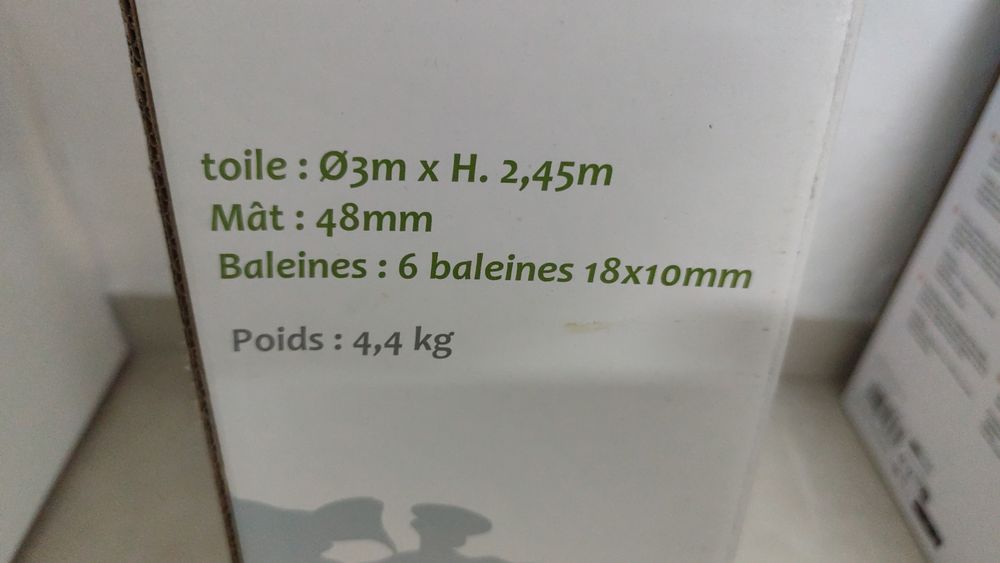 toile : Ø3m x H. 2,45m
Mât : 48mm
Baleines : 6 baleines 18x10mm
Poids : 4,4 kg